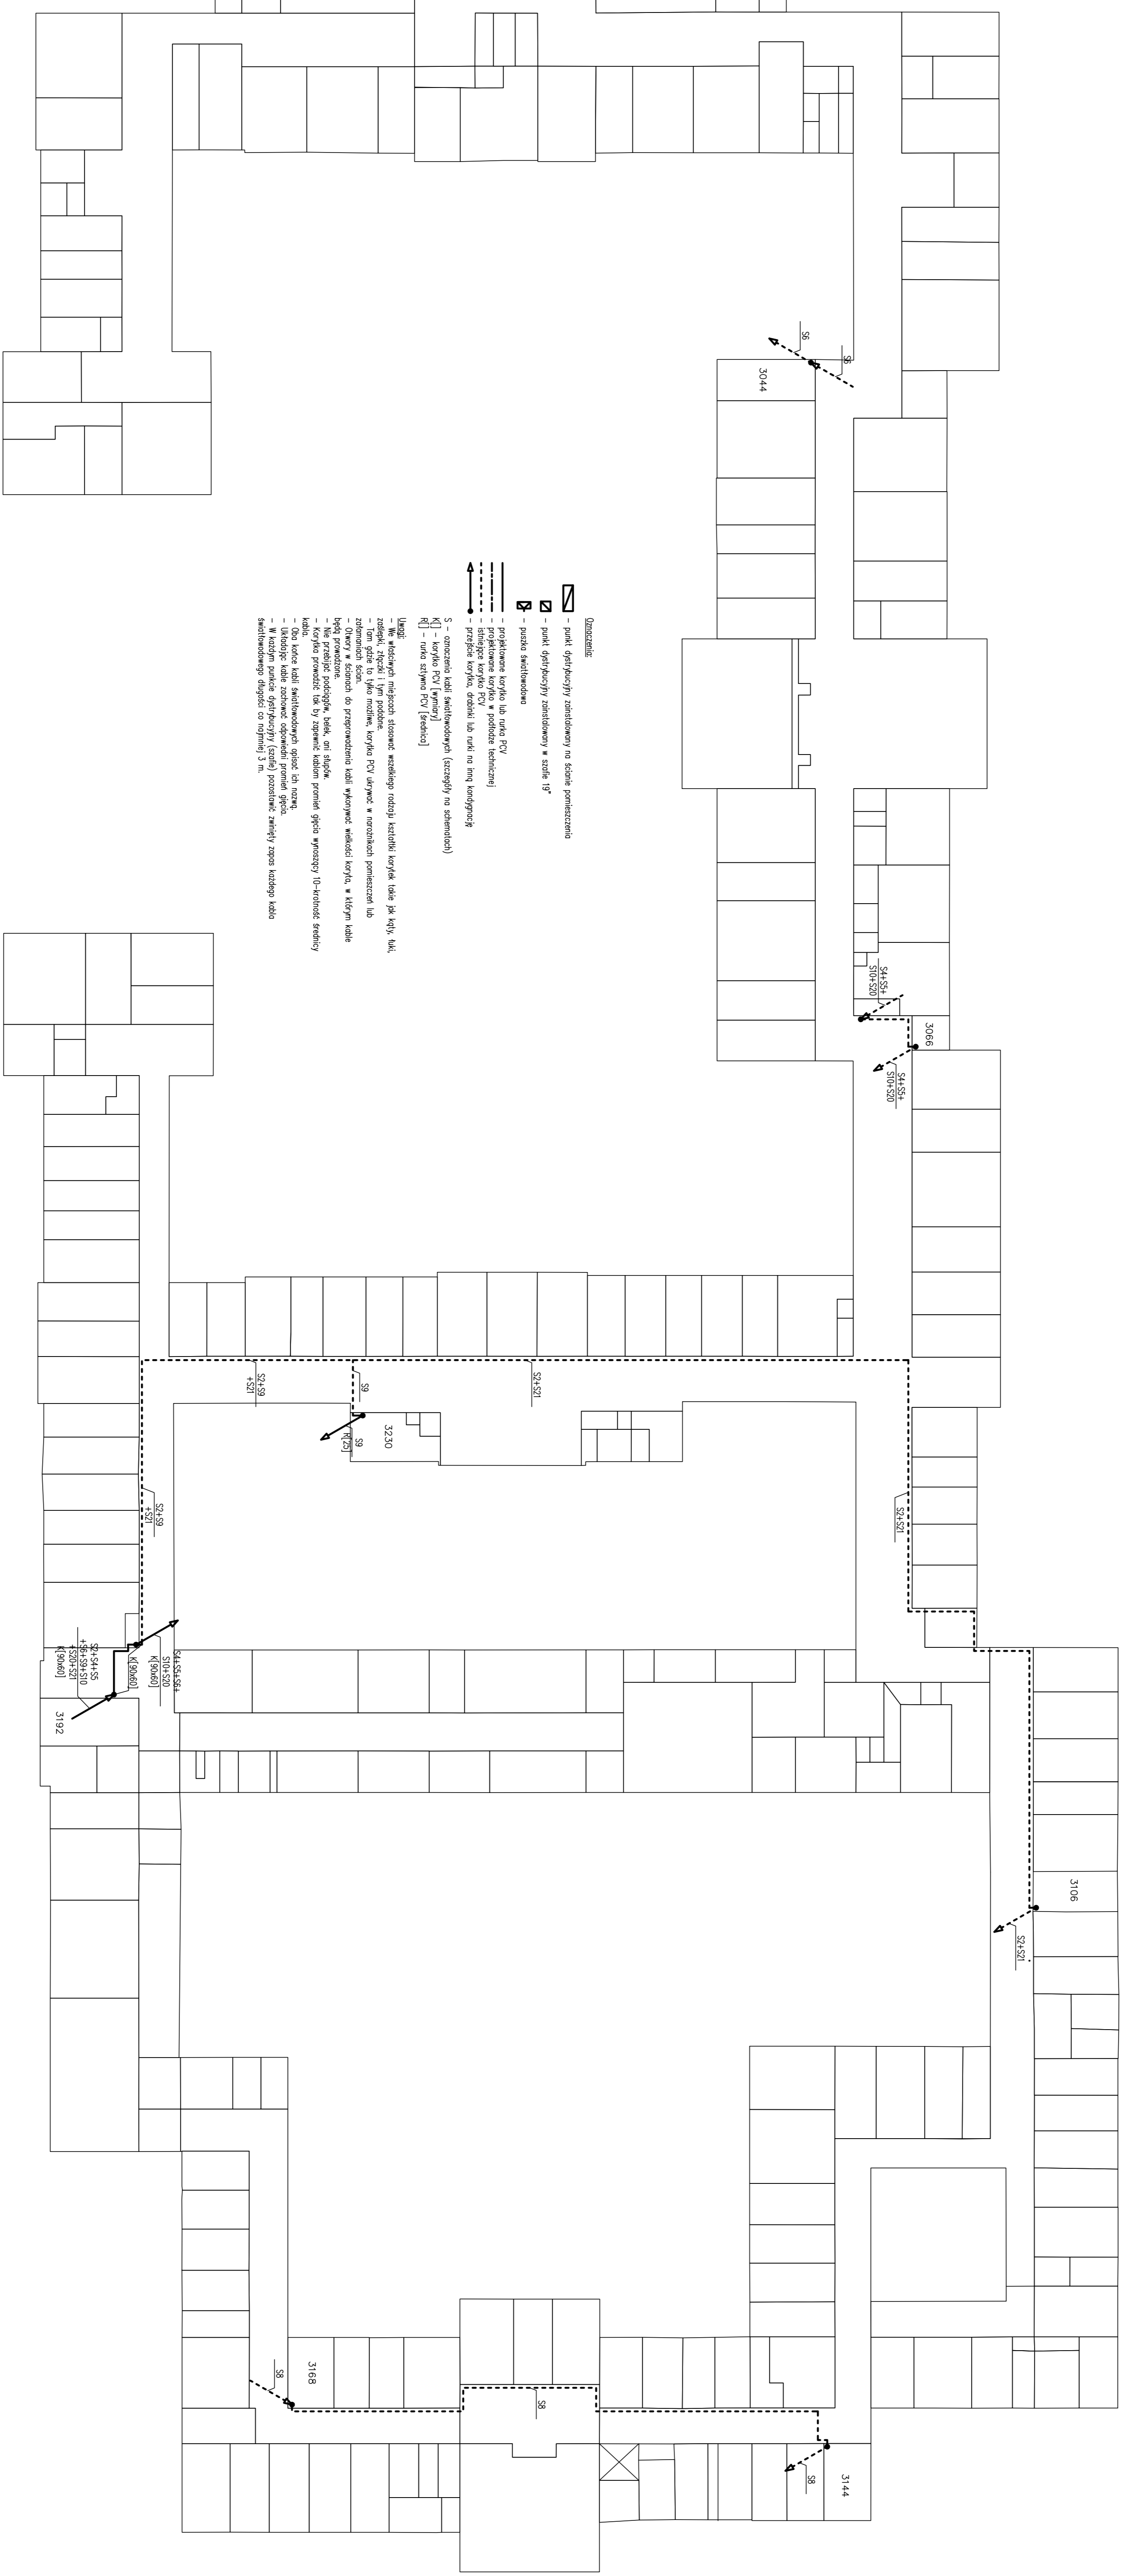 Oznaczenia:
- punkt dystrybucyjny zainstalowany na ścianie pomieszczenia
- punkt dystrybucyjny zainstalowany w szafie 19"
- puszka światłowodowa
- projektowane korytko lub rurka PCV
- projektowane korytko w podłodze technicznej
- istniejące korytko PCV
- przejście korytka, drabinki lub rurki na inną kondygnację
S - oznaczenia kabli światłowodowych (szczegóły na schematach)
K[] - korytko PCV [wymiary]
R[] - rurka sztywna PCV [średnica]
Uwagi:
- We właściwych miejscach stosować wszelkiego rodzaju kształtki korytek takie jak kąty, łuki,
zaślepki, złączki i tym podobne.
- Tam gdzie to tylko możliwe, korytka PCV ukrywać w narożnikach pomieszczeń lub
załamaniach ścian.
- Otwory w ścianach do przeprowadzenia kabli wykonywać wielkości koryta, w którym kable
będą prowadzone.
- Nie przebijać podciągów, belek, ani słupów.
- Korytka prowadzić tak by zapewnić kablom promień gięcia wynoszący 10-krotność średnicy
kabla.
- Oba końce kabli światłowodowych opisać ich nazwą.
- Układając kable zachować odpowiedni promień gięcia.
- W każdym punkcie dystrybucyjny (szafie) pozostawić zwinięty zapas każdego kabla
światłowodowego długości co najmniej 3 m.
S6
S6
3044
S4+S5+
S10+S20
3066
S4+S5+
S10+S20
S2+S21
S2+S21
S9
S2+S9
+S21
3230
S9
R[25]
S2+S9
+S21
S4+S5+S6+
S10+S20
K[90x60]
K[90x60]
S2+S4+S5
+S6+S9+S10
+S20+S21
K[90x60]
3192
3106
S2+S21
3168
S8
S8
3144
S8